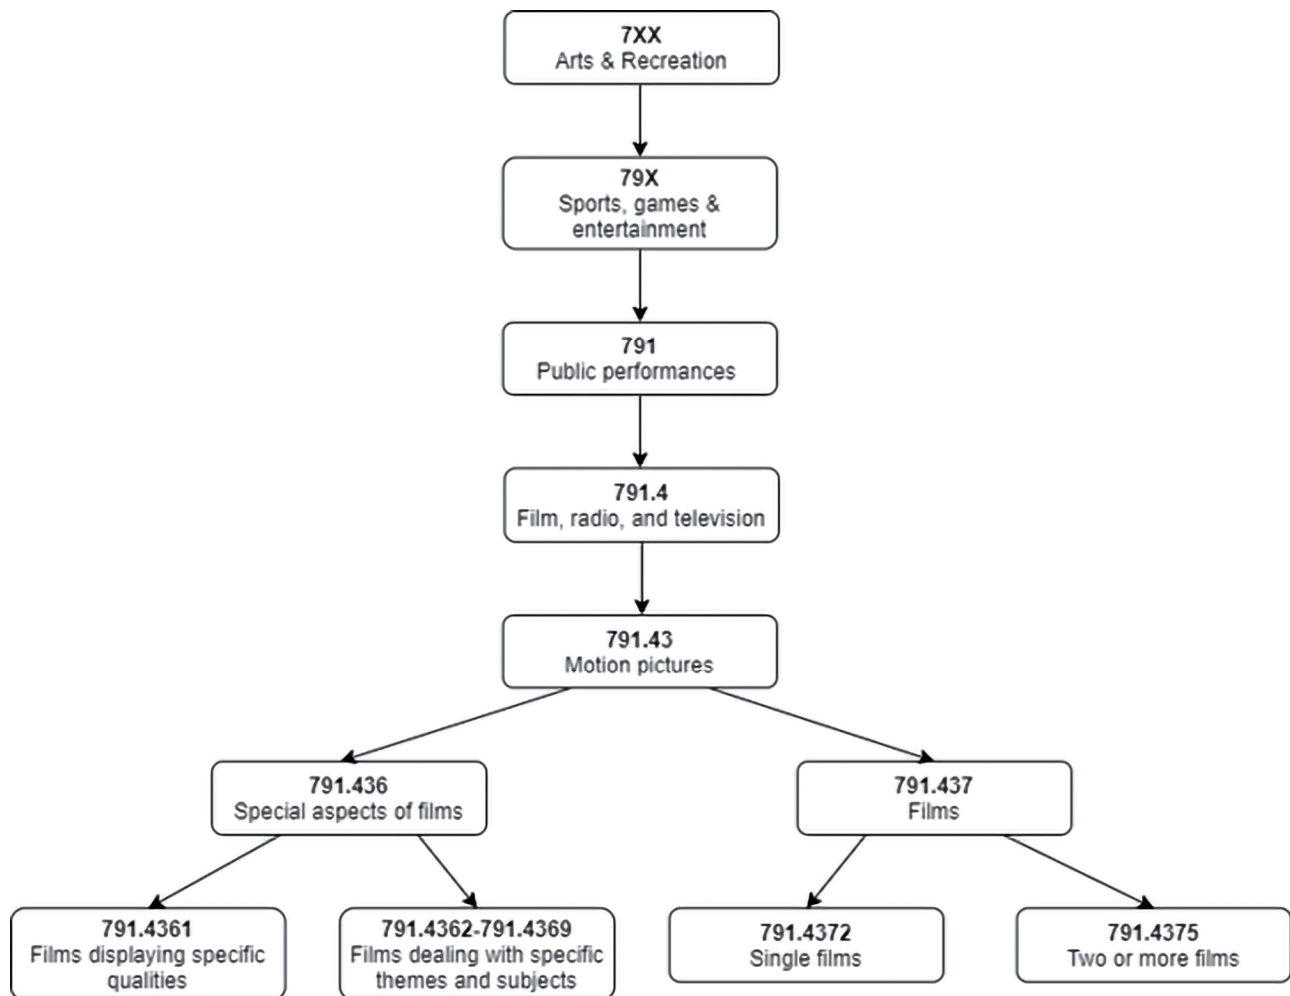 7XX
Arts & Recreation
79X
Sports, games &
entertainment
791
Public performances
791.4
Film, radio, and television
791.43
Motion pictures
791.436
Special aspects of films
791.437
Films
791.4361
Films displaying specific
qualities
791.4362-791.4369
Films dealing with specific
themes and subjects
791.4372
Single films
791.4375
Two or more films